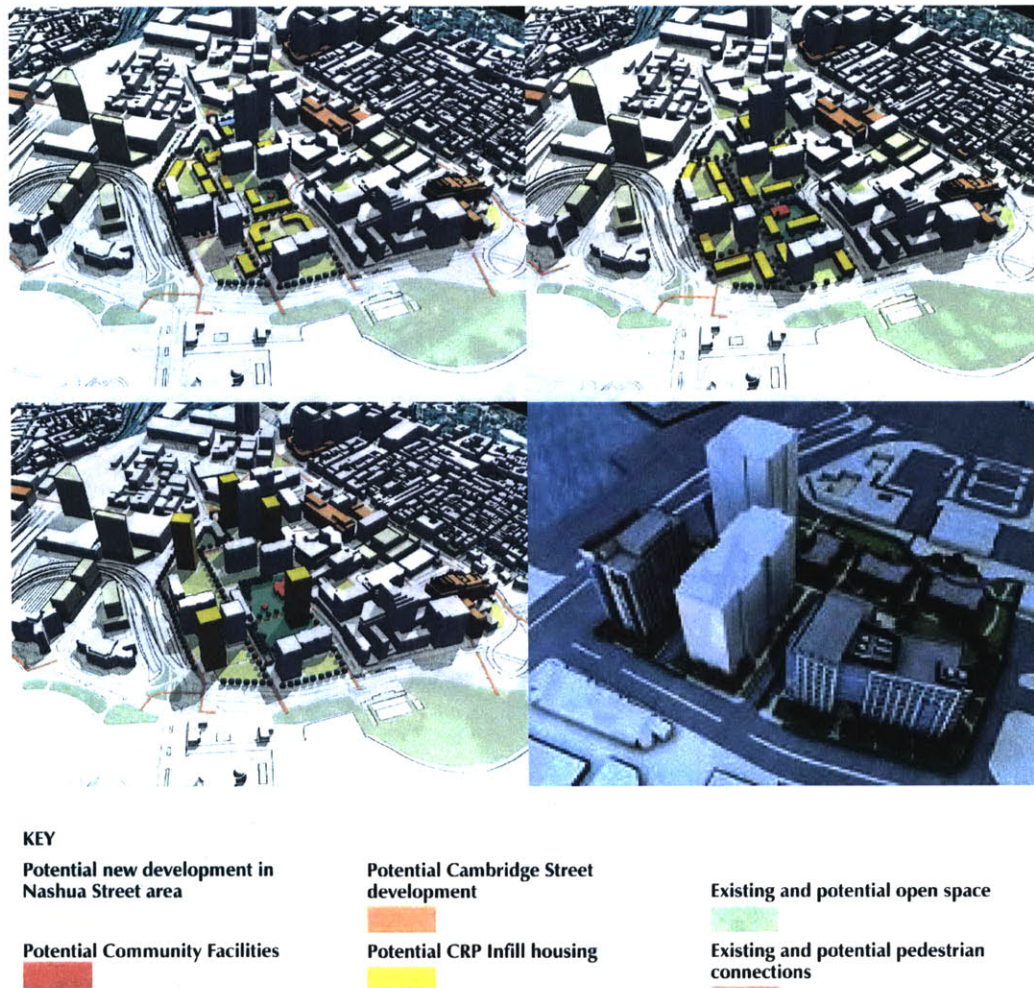 KEY
Potential new development in
Nashua Street area
Potential Cambridge Street
development
Existing and potential open space
Potential Community Facilities
Potential CRP Infill housing
Existing and potential pedestrian
connections